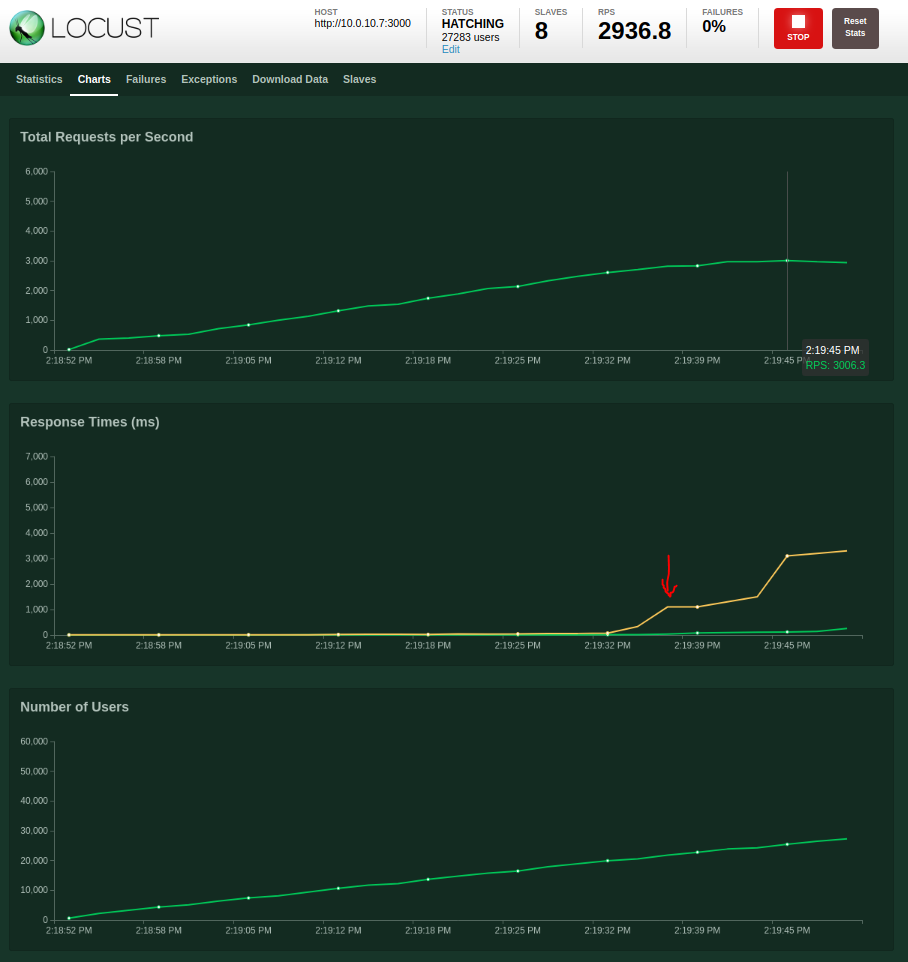 LOCUST
HOST
http://10.0.10.7:3000
STATUS
HATCHING
27283 users
Edit
SLAVES
8
RPS
2936.8
FAILURES
0%
STOP
Reset
Stats
Statistics Charts Failures Exceptions Download Data Slaves
Total Requests per Second
6,000
5,000
4,000
3,000
2,000
1,000
0
2:18:52 PM 2:18:58 PM 2:19:05 PM 2:19:12 PM 2:19:18 PM 2:19:25 PM 2:19:32 PM 2:19:39 PM 2:19:45 PM
2:19:45 PM
RPS: 3006.3
Response Times (ms)
7,000
6,000
5,000
4,000
3,000
2,000
1,000
0
2:18:52 PM 2:18:58 PM 2:19:05 PM 2:19:12 PM 2:19:18 PM 2:19:25 PM 2:19:32 PM 2:19:39 PM 2:19:45 PM
Number of Users
60,000
50,000
40,000
30,000
20,000
10,000
0
2:18:52 PM 2:18:58 PM 2:19:05 PM 2:19:12 PM 2:19:18 PM 2:19:25 PM 2:19:32 PM 2:19:39 PM 2:19:45 PM